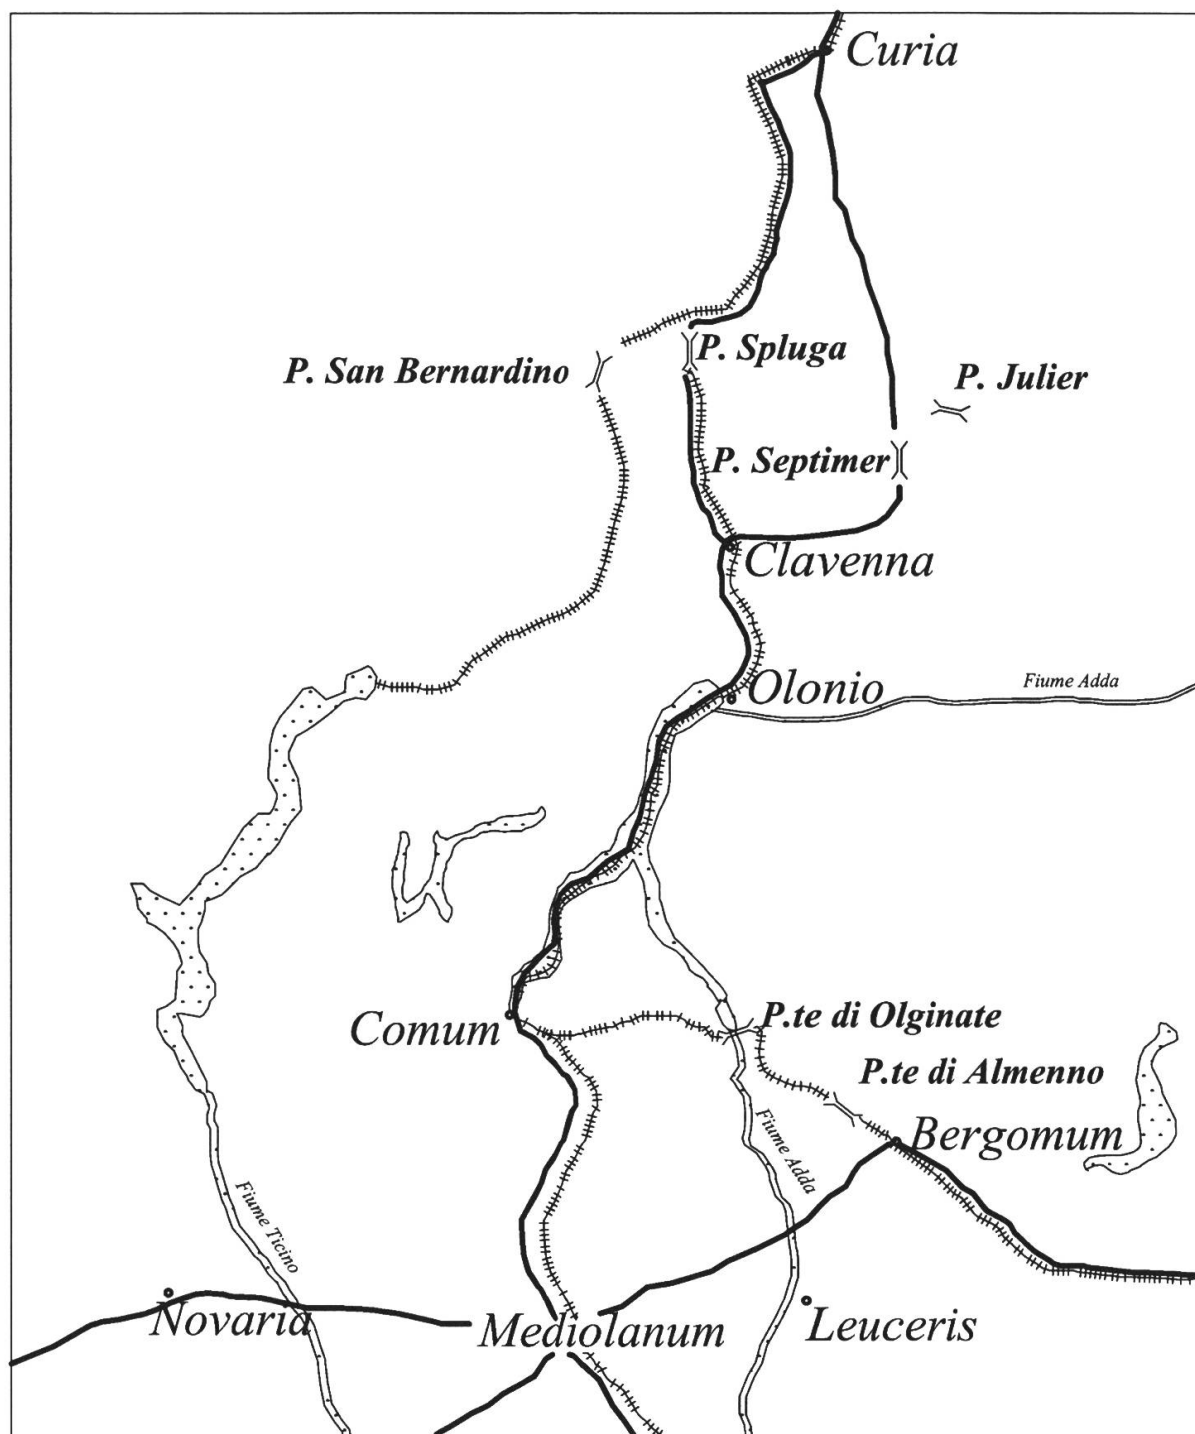 Curia
P. Spluga
P. San Bernardino
P. Julier
P. Septimer
Clavenna
Olonio
Fiume Adda
P.te di Olginate
Comum
P.te di Almenno
Bergomum
Fiume Adda
Fiume Ticino
Novaria
Mediolanum
Leuceris